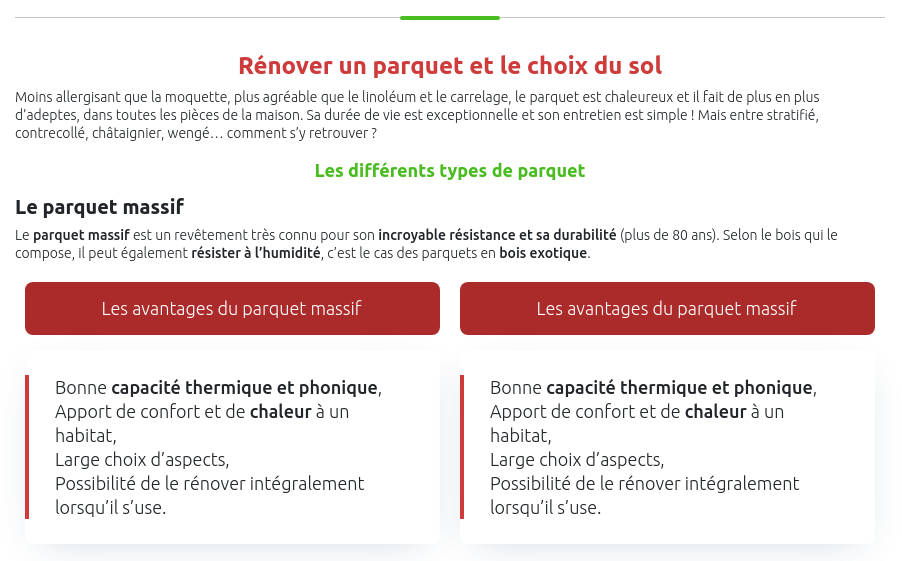 Rénover un parquet et le choix du sol
Moins allergisant que la moquette, plus agréable que le linoléum et le carrelage, le parquet est chaleureux et il fait de plus en plus
d’adeptes, dans toutes les pièces de la maison. Sa durée de vie est exceptionnelle et son entretien est simple ! Mais entre stratifié,
contrecollé, châtaignier, wengé… comment s’y retrouver ?
Les différents types de parquet
Le parquet massif
Le parquet massif est un revêtement très connu pour son incroyable résistance et sa durabilité (plus de 80 ans). Selon le bois qui le
compose, il peut également résister à l’humidité, c’est le cas des parquets en bois exotique.
Les avantages du parquet massif
Bonne capacité thermique et phonique,
Apport de confort et de chaleur à un
habitat,
Large choix d’aspects,
Possibilité de le rénover intégralement
lorsqu’il s’use.
Les avantages du parquet massif
Bonne capacité thermique et phonique,
Apport de confort et de chaleur à un
habitat,
Large choix d’aspects,
Possibilité de le rénover intégralement
lorsqu’il s’use.